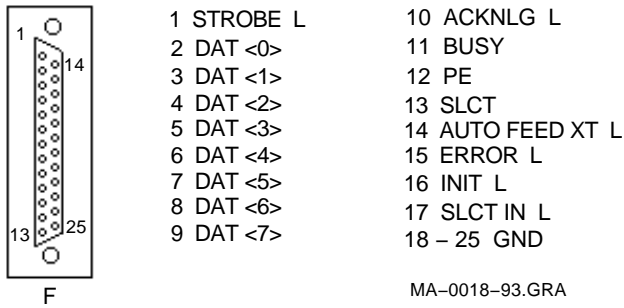 1
14
13
25
F
1 STROBE L
2 DAT <0>
3 DAT <1>
4 DAT <2>
5 DAT <3>
6 DAT <4>
7 DAT <5>
8 DAT <6>
9 DAT <7>
10 ACKNLG L
11 BUSY
12 PE
13 SLCT
14 AUTO FEED XT L
15 ERROR L
16 INIT L
17 SLCT IN L
18 – 25 GND
MA–0018–93.GRA